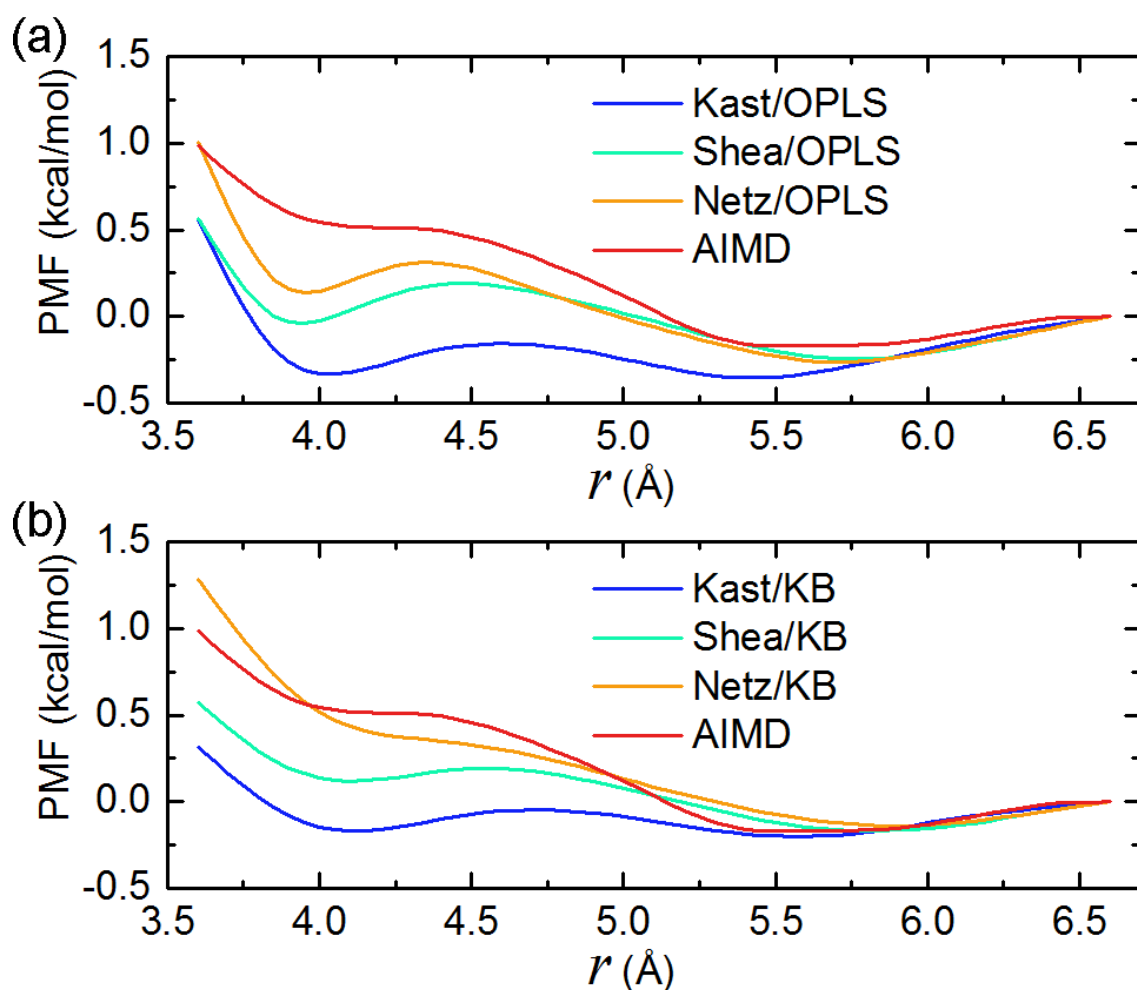 (a)
PMF (kcal/mol)
1.5
1.0
0.5
0.0
-0.5
Kast/OPLS
Shea/OPLS
Netz/OPLS
AIMD
3.5 4.0 4.5 5.0 5.5 6.0 6.5
r (Å)
(b)
PMF (kcal/mol)
1.5
1.0
0.5
0.0
-0.5
Kast/KB
Shea/KB
Netz/KB
AIMD
3.5 4.0 4.5 5.0 5.5 6.0 6.5
r (Å)